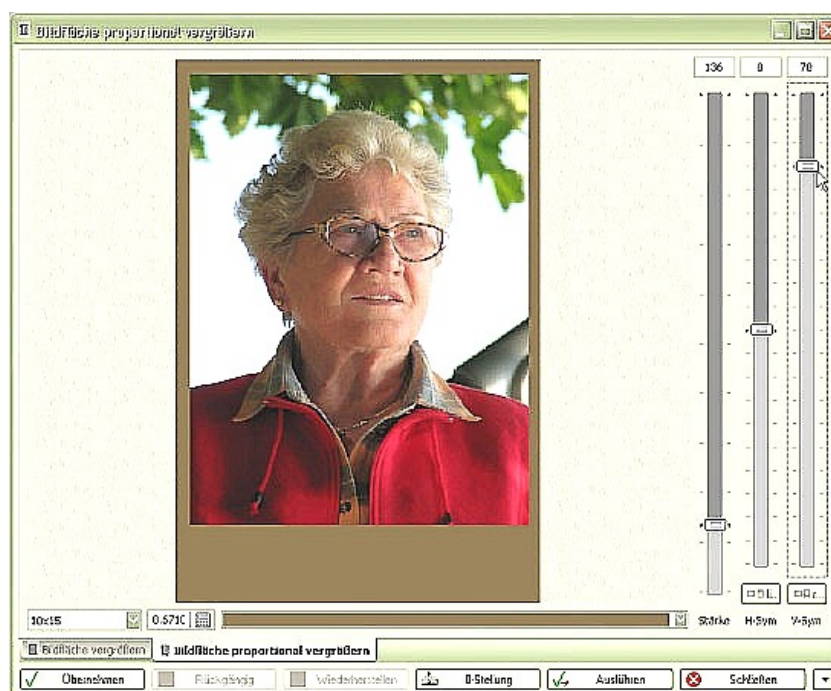 Bildfläche proportional vergrößern
136 0 70
10x15 0.6710
Stärke H-Sym V-Sym
Bildfläche vergrößern Bildfläche proportional vergrößern
Übernehmen Rückgängig Wiederherstellen 0-Stellung Ausführen Schließen